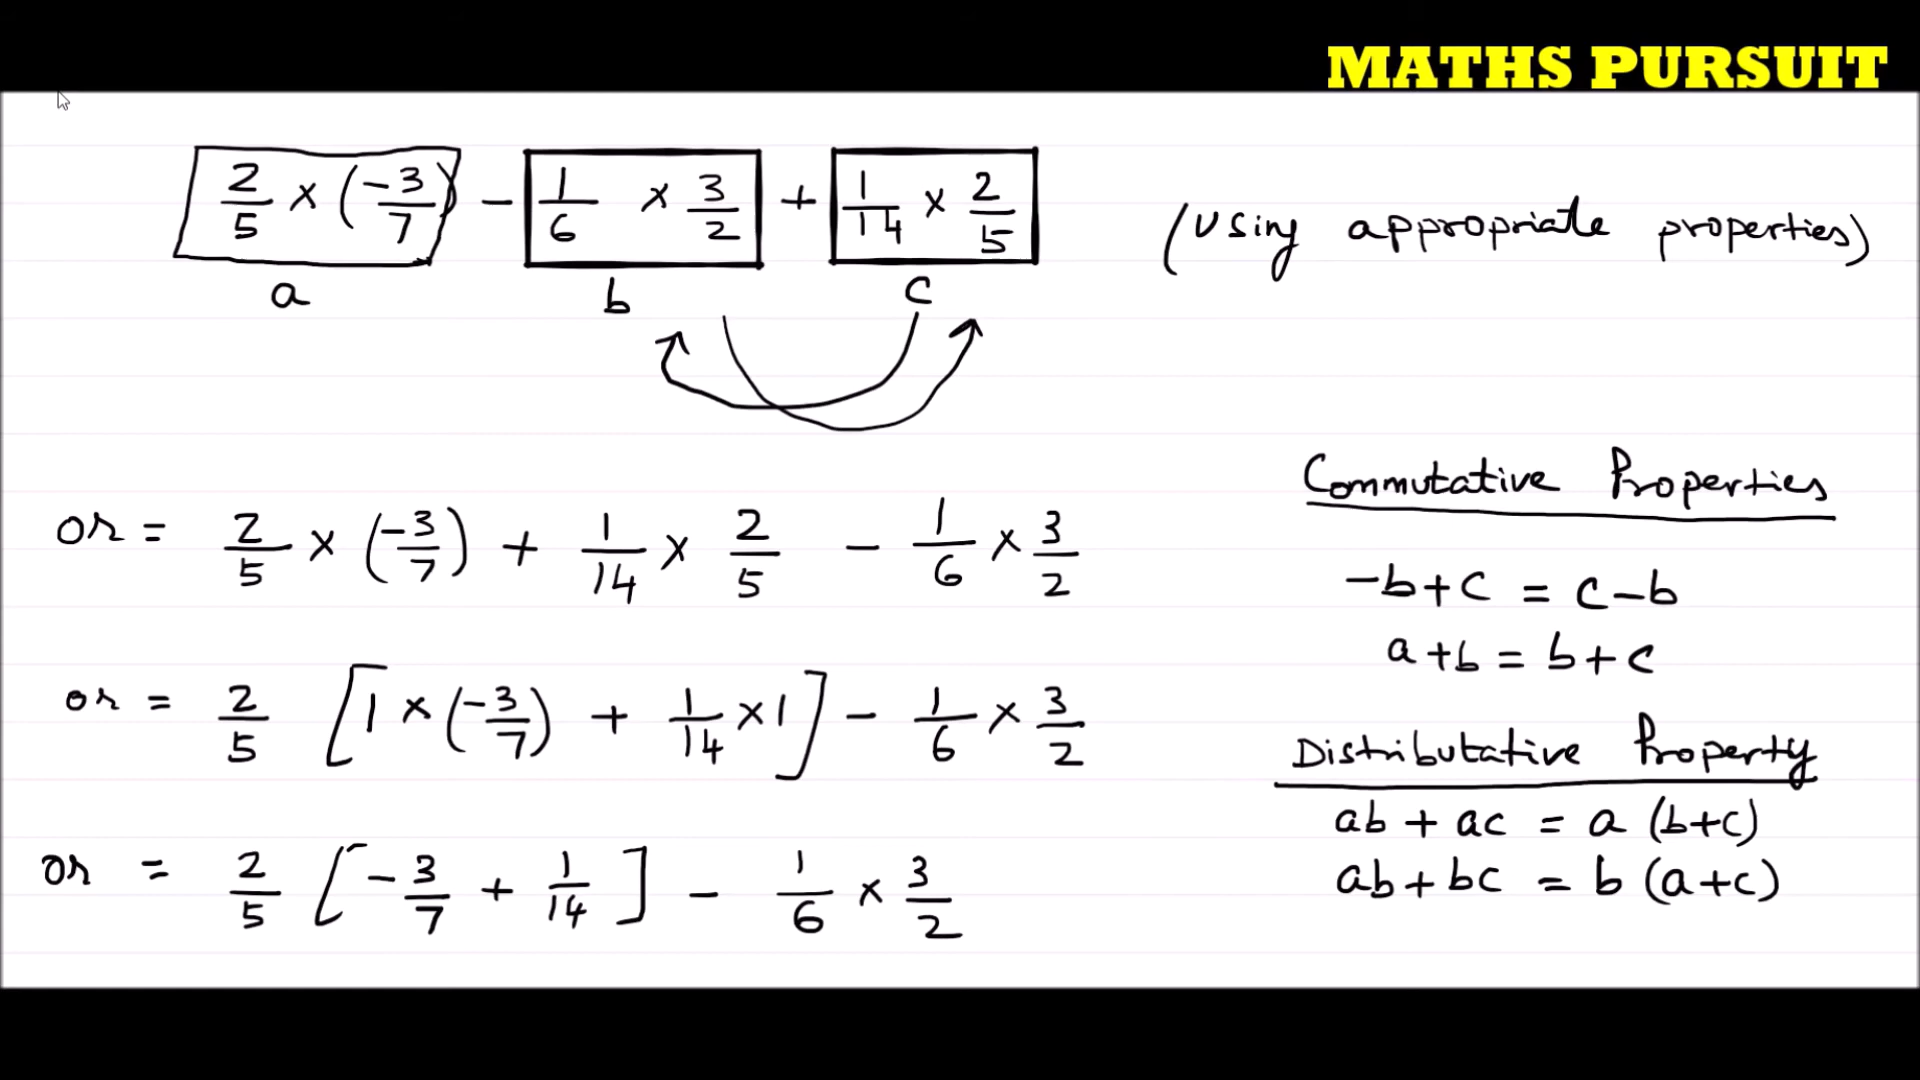 MATHS PURSUIT
2/5 × (-3/7) - 1/6 × 3/2 + 1/14 × 2/5 (Using appropriate properties)
a b c
or = 2/5 × (-3/7) + 1/14 × 2/5 - 1/6 × 3/2
or = 2/5 [1 × (-3/7) + 1/14 × 1] - 1/6 × 3/2
or = 2/5 [-3/7 + 1/14] - 1/6 × 3/2
Commutative Properties
-b+c = c-b
a+b = b+c
Distributative Property
ab + ac = a (b+c)
ab + bc = b (a+c)